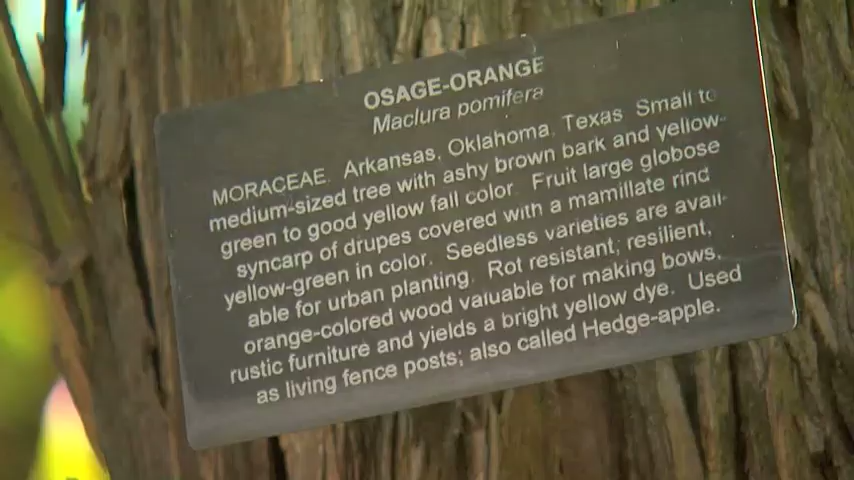 OSAGE-ORANGE
Maclura pomifera
MORACEAE. Arkansas, Oklahoma, Texas. Small to
medium-sized tree with ashy brown bark and yellow-
green to good yellow fall color. Fruit large globose
syncarp of drupes covered with a mamillate rind
yellow-green in color. Seedless varieties are avail-
able for urban planting. Rot resistant, resilient,
orange-colored wood valuable for making bows,
rustic furniture and yields a bright yellow dye. Used
as living fence posts; also called Hedge-apple.